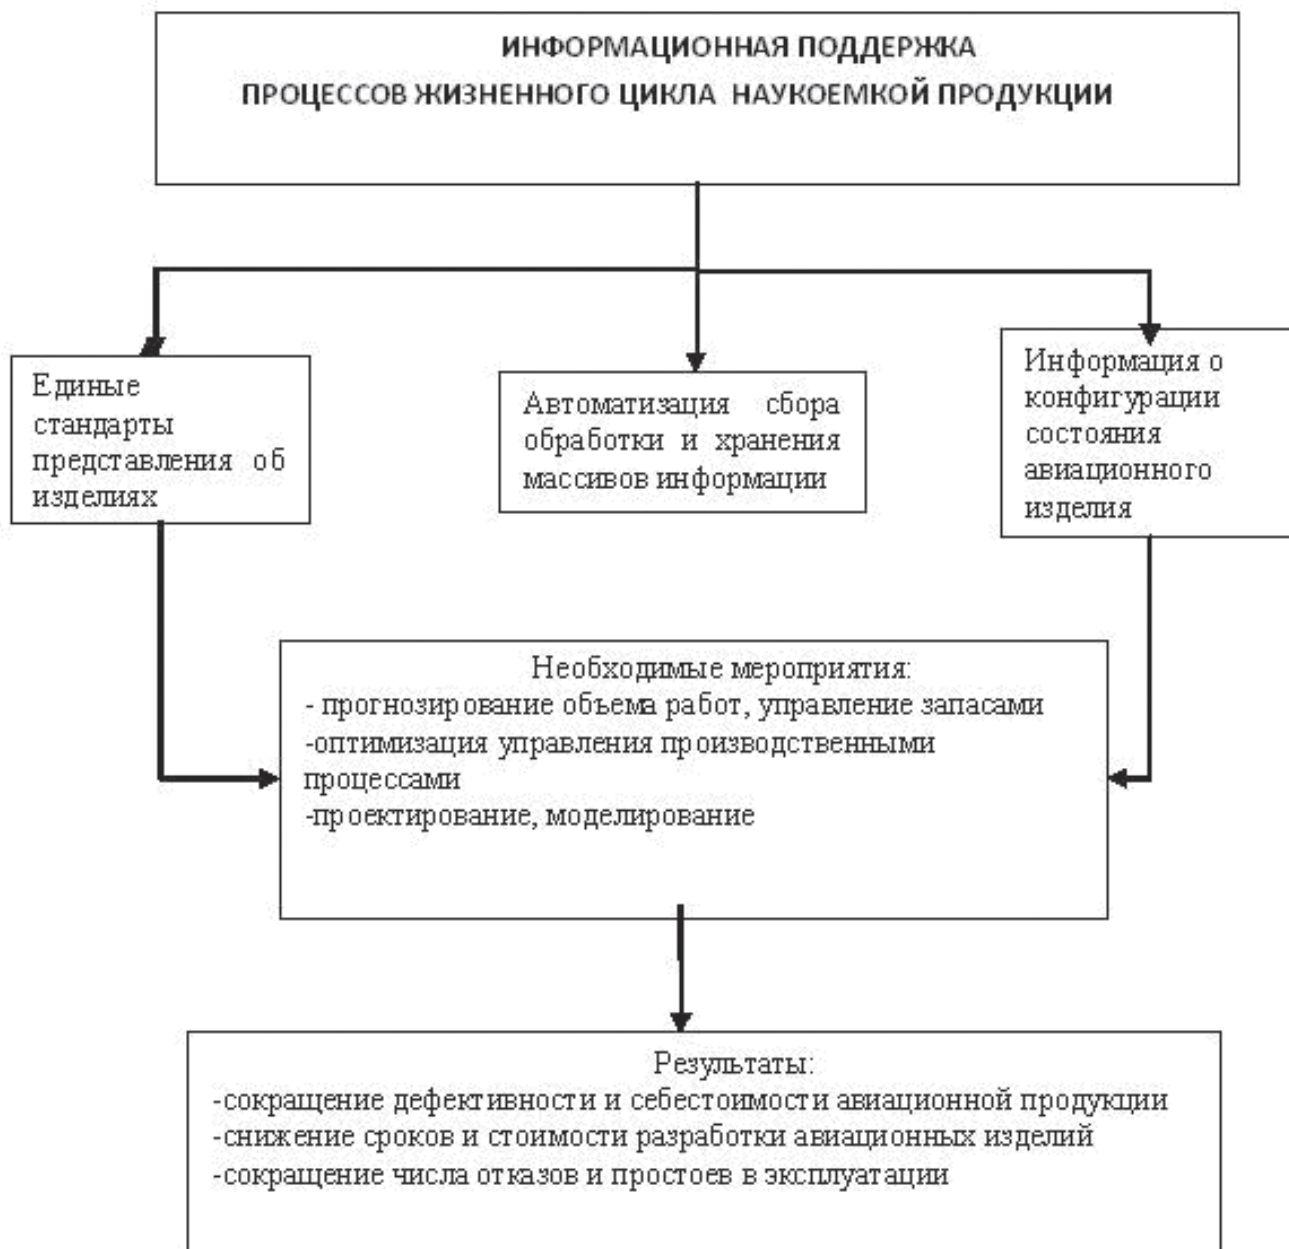 ИНФОРМАЦИОННАЯ ПОДДЕРЖКА
ПРОЦЕССОВ ЖИЗНЕННОГО ЦИКЛА НАУКОЕМКОЙ ПРОДУКЦИИ
Единые
стандарты
представления об
изделиях
Автоматизация сбора
обработки и хранения
массивов информации
Информация о
конфигурации
состояния
авиационного
изделия
Необходимые мероприятия:
- прогнозирование объема работ, управление запасами
-оптимизация управления производственными
процессами
-проектирование, моделирование
Результаты:
-сокращение дефективности и себестоимости авиационной продукции
-снижение сроков и стоимости разработки авиационных изделий
-сокращение числа отказов и простоев в эксплуатации